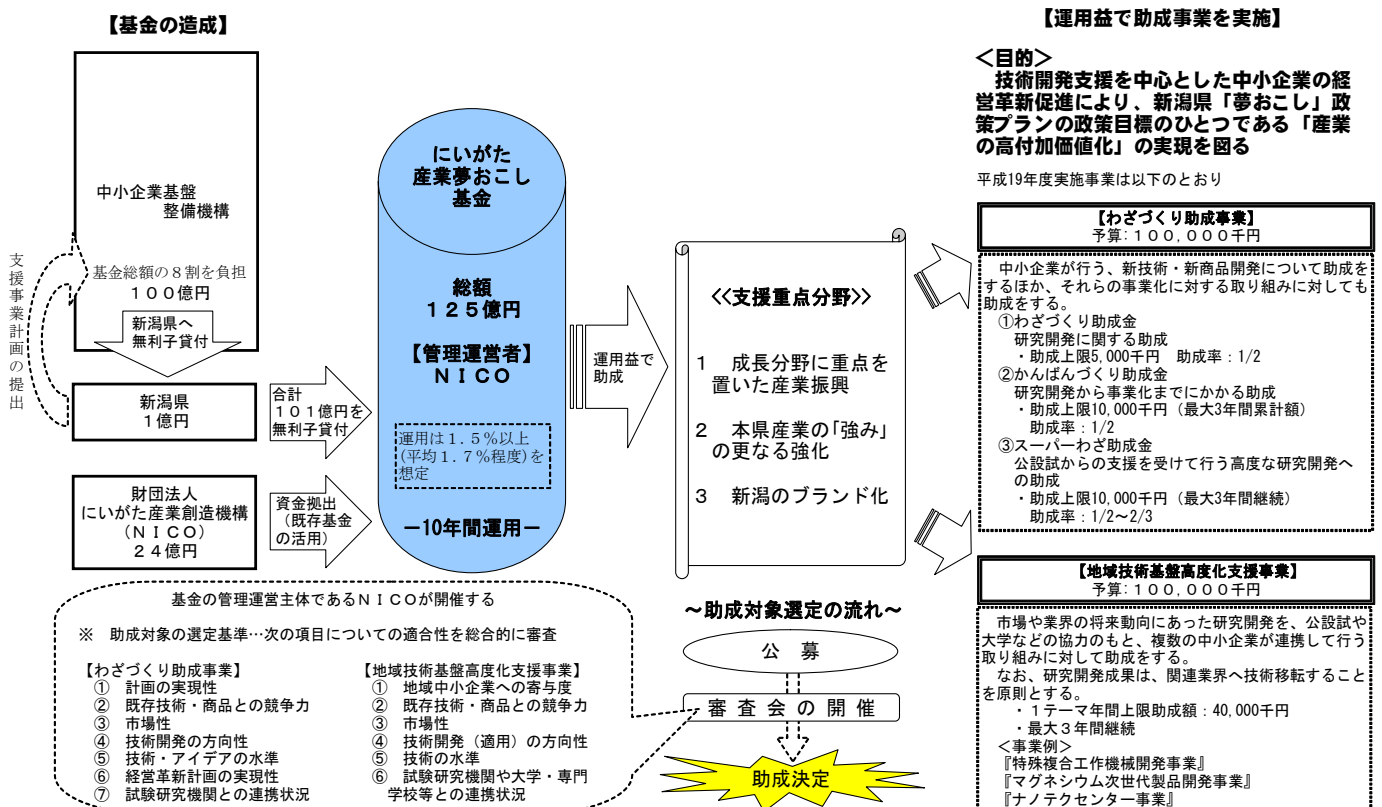 【基金の造成】
中小企業基盤
整備機構
基金総額の８割を負担
１００億円
新潟県へ
無利子貸付
支援事業計画の提出
新潟県
１億円
合計
１０１億円を
無利子貸付
財団法人
にいがた産業創造機構
（ＮＩＣＯ）
２４億円
資金拠出
（既存基金
の活用）
にいがた
産業夢おこし
基金
総額
１２５億円
【管理運営者】
ＮＩＣＯ
運用は１．５％以上
(平均１．７％程度)を
想定
－10年間運用－
運用益で
助成
≪支援重点分野≫
１　成長分野に重点を
置いた産業振興
２　本県産業の｢強み｣
の更なる強化
３　新潟のブランド化
～助成対象選定の流れ～
公　募
審 査 会 の 開 催
助成決定
基金の管理運営主体であるＮＩＣＯが開催する
※　助成対象の選定基準…次の項目についての適合性を総合的に審査
【わざづくり助成事業】
①　計画の実現性
②　既存技術・商品との競争力
③　市場性
④　技術開発の方向性
⑤　技術・アイデアの水準
⑥　経営革新計画の実現性
⑦　試験研究機関との連携状況
【地域技術基盤高度化支援事業】
①　地域中小企業への寄与度
②　既存技術・商品との競争力
③　市場性
④　技術開発（適用）の方向性
⑤　技術の水準
⑥　試験研究機関や大学・専門
学校等との連携状況
【運用益で助成事業を実施】
＜目的＞
技術開発支援を中心とした中小企業の経
営革新促進により、新潟県「夢おこし」政
策プランの政策目標のひとつである「産業
の高付加価値化」の実現を図る
平成19年度実施事業は以下のとおり
【わざづくり助成事業】
予算:１００,０００千円
中小企業が行う、新技術・新商品開発について助成を
するほか、それらの事業化に対する取り組みに対しても
助成をする。
①わざづくり助成金
研究開発に関する助成
・助成上限5,000千円　助成率：1/2
②かんばんづくり助成金
研究開発から事業化までにかかる助成
・助成上限10,000千円（最大3年間累計額）
助成率：1/2
③スーパーわざ助成金
公設試からの支援を受けて行う高度な研究開発へ
の助成
・助成上限10,000千円（最大3年間継続）
助成率：1/2～2/3
【地域技術基盤高度化支援事業】
予算:１００,０００千円
市場や業界の将来動向にあった研究開発を、公設試や
大学などの協力のもと、複数の中小企業が連携して行う
取り組みに対して助成をする。
なお、研究開発成果は、関連業界へ技術移転すること
を原則とする。
・１テーマ年間上限助成額：40,000千円
・最大３年間継続
＜事業例＞
『特殊複合工作機械開発事業』
『マグネシウム次世代製品開発事業』
『ナノテクセンター事業』